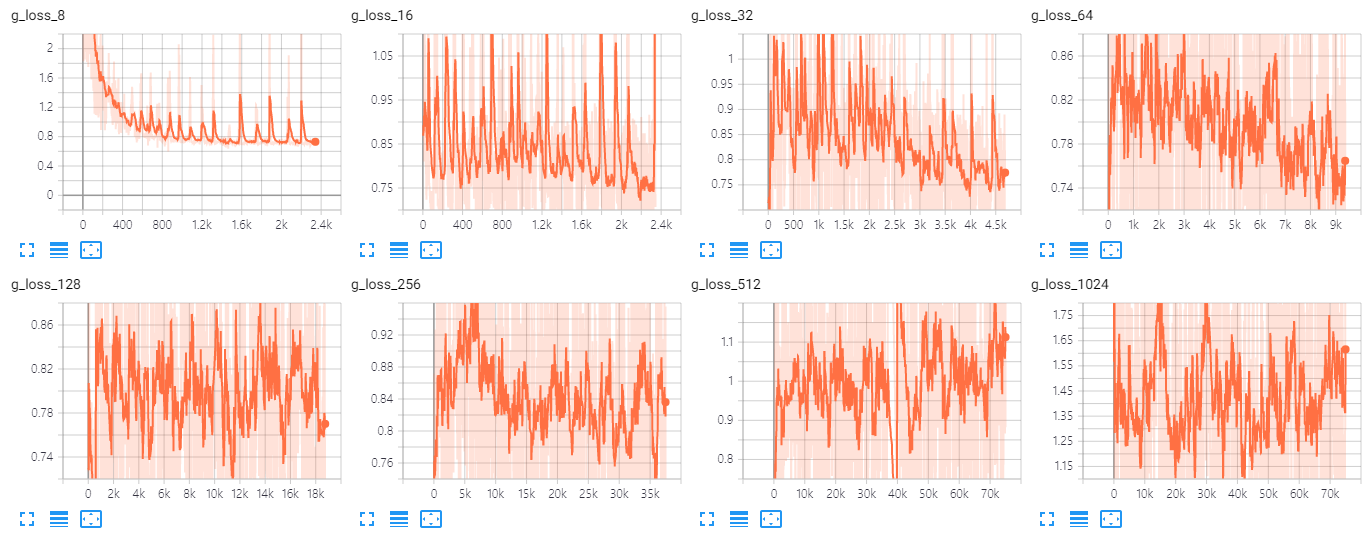 g_loss_8 g_loss_16 g_loss_32 g_loss_64
2 1.6 1.2 0.8 0.4 0
0 400 800 1.2k 1.6k 2k 2.4k
1.05 0.95 0.85 0.75
0 400 800 1.2k 1.6k 2k 2.4k
1 0.95 0.9 0.85 0.8 0.75
0 500 1k 1.5k 2k 2.5k 3k 3.5k 4k 4.5k
0.86 0.82 0.78 0.74
0 1k 2k 3k 4k 5k 6k 7k 8k 9k
g_loss_128 g_loss_256 g_loss_512 g_loss_1024
0.86 0.82 0.78 0.74
0 2k 4k 6k 8k 10k 12k 14k 16k 18k
0.92 0.88 0.84 0.8 0.76
0 5k 10k 15k 20k 25k 30k 35k
1.1 1 0.9 0.8
0 10k 20k 30k 40k 50k 60k 70k
1.75 1.65 1.55 1.45 1.35 1.25 1.15
0 10k 20k 30k 40k 50k 60k 70k